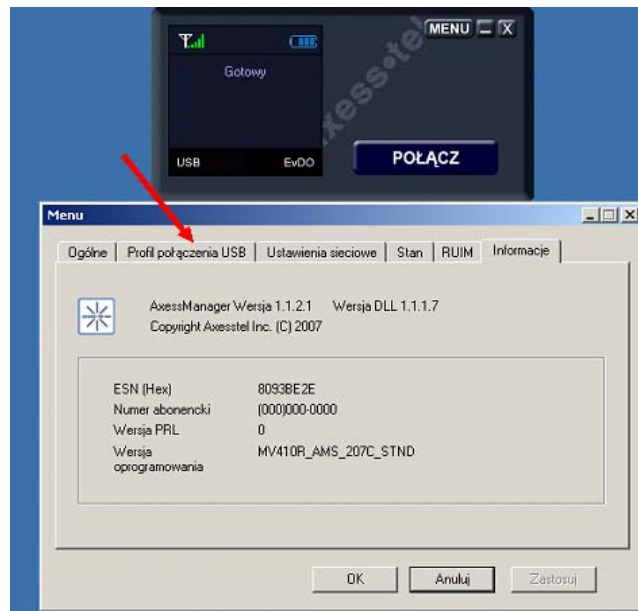 MENU
Gotowy
axesstel
USB EvDO
POŁĄCZ
Menu
Ogólne Profil połączenia USB Ustawienia sieciowe Stan RUIM Informacje
AxessManager Wersja 1.1.2.1 Wersja DLL 1.1.1.7
Copyright Axesstel Inc. (C) 2007
ESN (Hex) 8093BE2E
Numer abonencki (000)000-0000
Wersja PRL 0
Wersja MV410R_AMS_207C_STND
oprogramowania
OK Anuluj Zastosuj